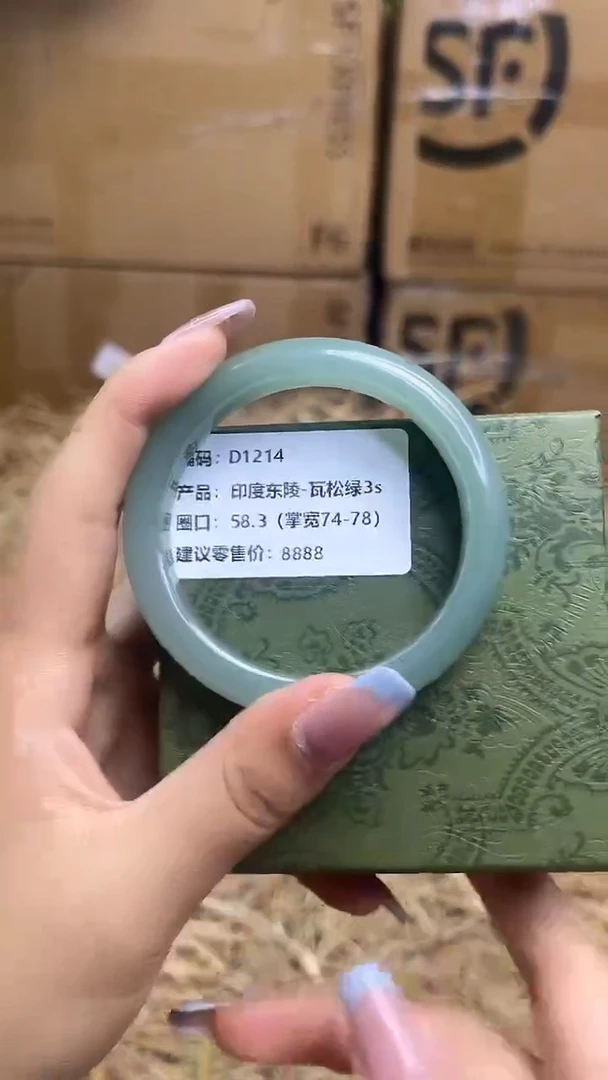 SF
SF
码：D1214
产品：印度东陵-瓦松绿3s
圈口：58.3（掌宽74-78）
建议零售价：8888